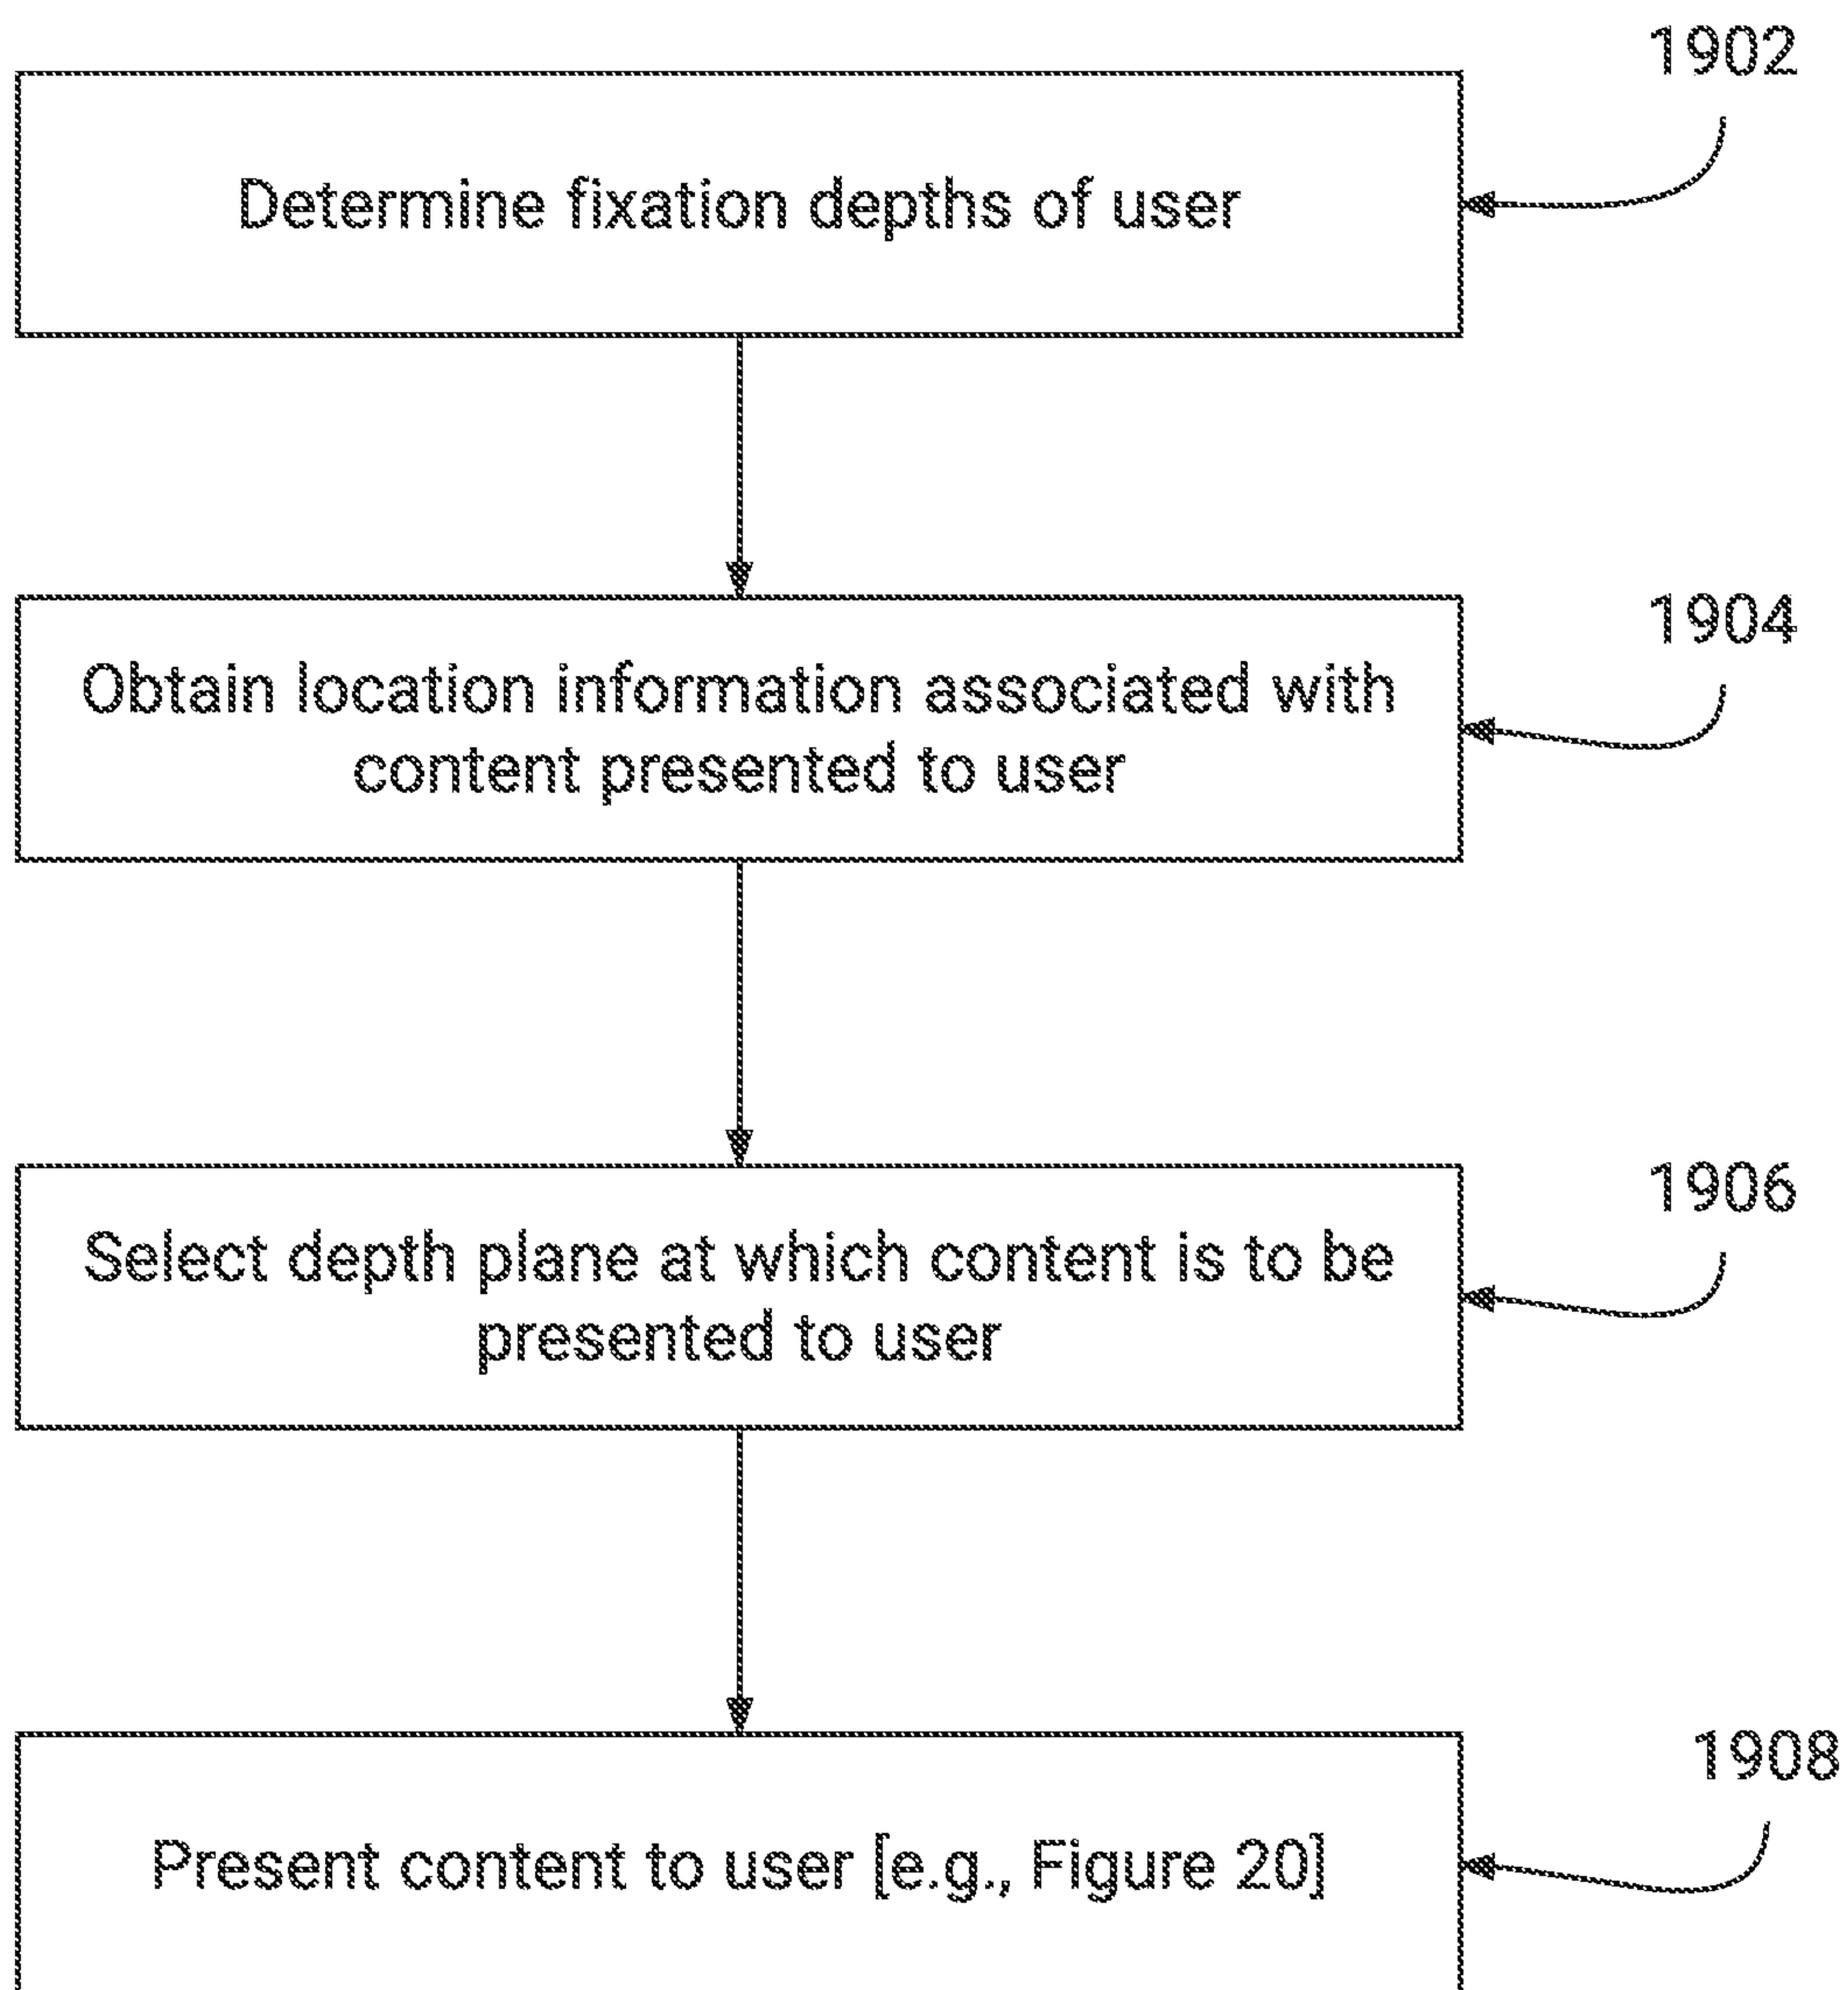 1902
Determine fixation depths of user
1904
Obtain location information associated with
content presented to user
1906
Select depth plane at which content is to be
presented to user
1908
Present content to user [e.g., Figure 20]